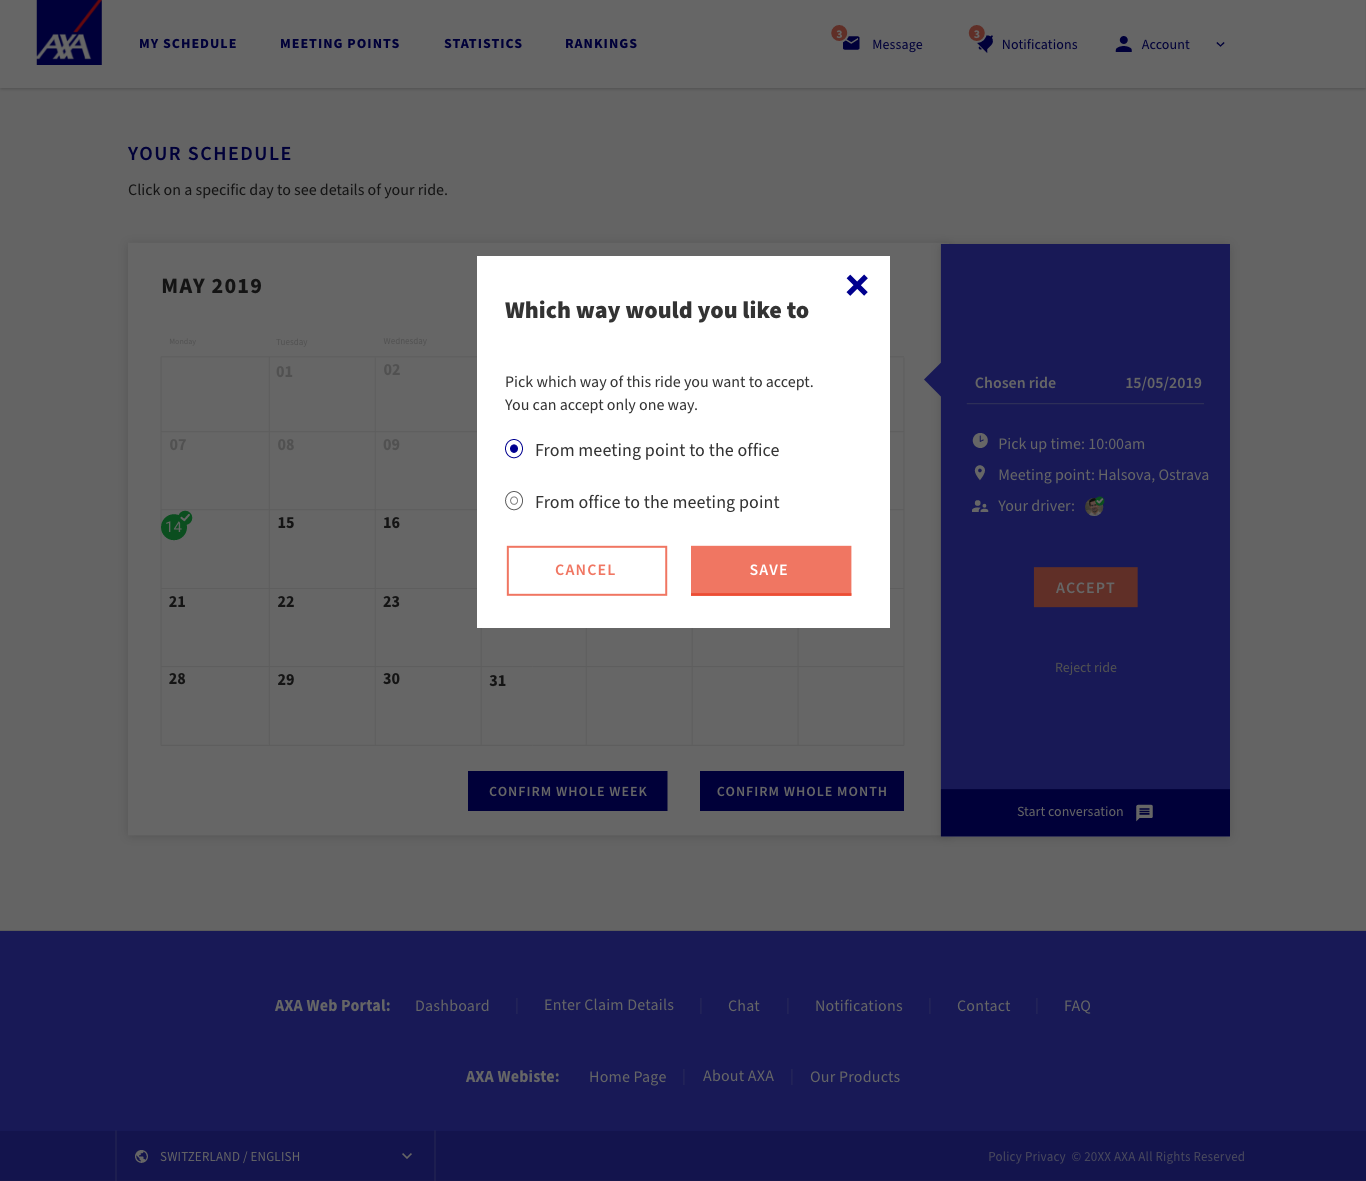 AXA
MY SCHEDULE
MEETING POINTS
STATISTICS
RANKINGS
3
Message
3
Notifications
Account
YOUR SCHEDULE
Click on a specific day to see details of your ride.
MAY 2019
Monday
Tuesday
Wednesday
01
02
07
08
09
14
15
16
21
22
23
28
29
30
31
CONFIRM WHOLE WEEK
CONFIRM WHOLE MONTH
Which way would you like to
Pick which way of this ride you want to accept.
You can accept only one way.
From meeting point to the office
From office to the meeting point
CANCEL
SAVE
Chosen ride
15/05/2019
Pick up time: 10:00am
Meeting point: Halsova, Ostrava
Your driver:
ACCEPT
Reject ride
Start conversation
AXA Web Portal:
Dashboard
Enter Claim Details
Chat
Notifications
Contact
FAQ
AXA Webiste:
Home Page
About AXA
Our Products
SWITZERLAND / ENGLISH
Policy Privacy © 20XX AXA All Rights Reserved